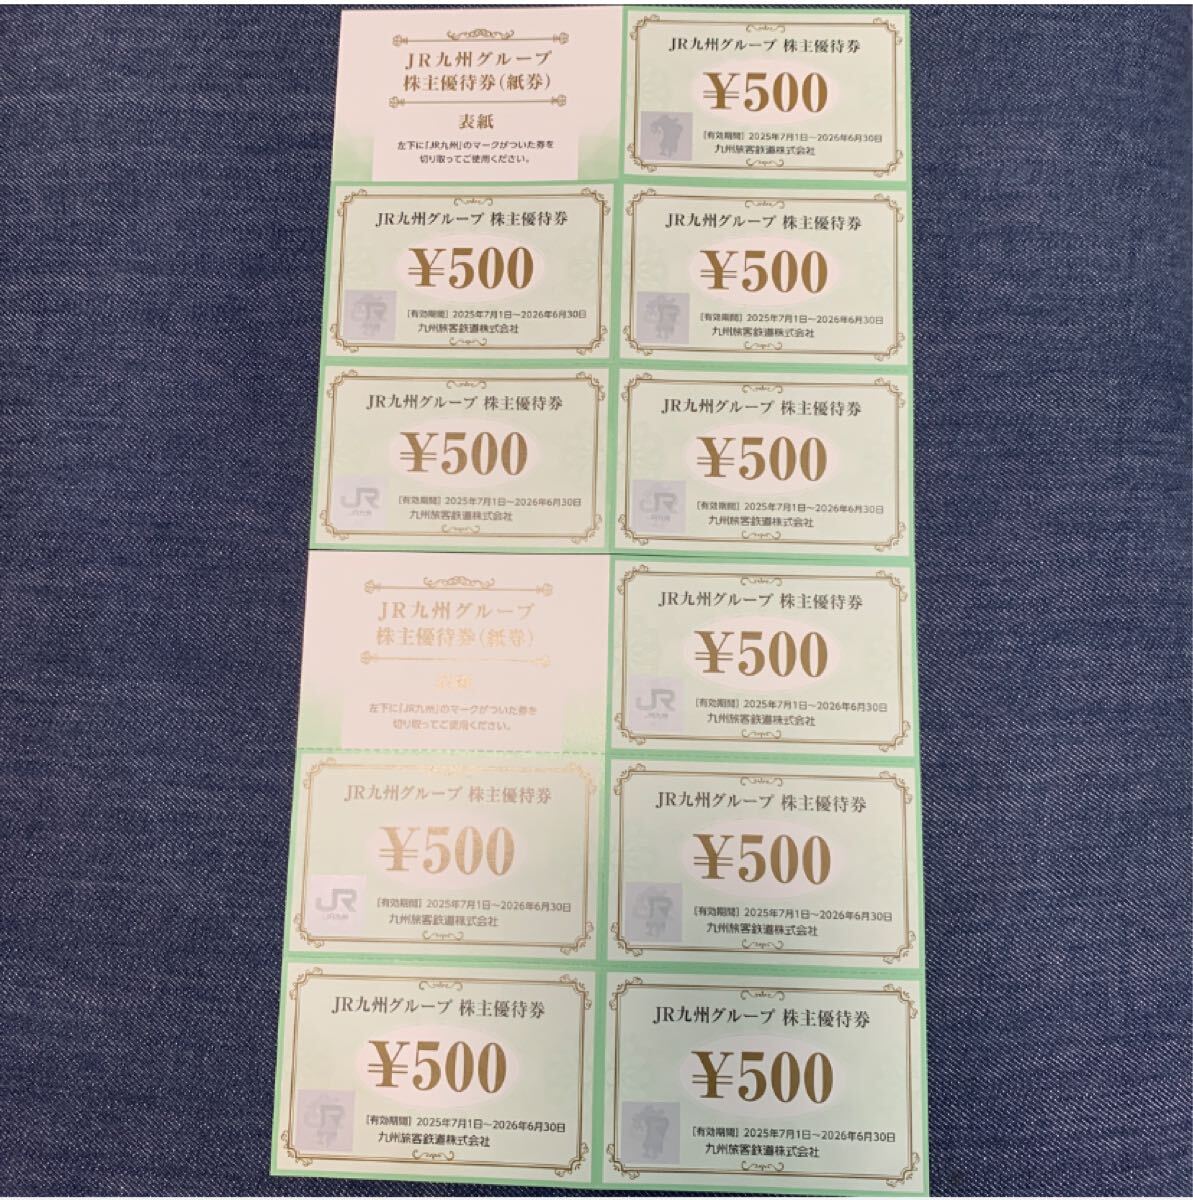 JR九州グループ
株主優待券(紙券)
表紙
左下に「JR九州」のマークがついた券を
切り取ってご使用ください。
JR九州グループ 株主優待券
¥500
[有効期間] 2025年7月1日～2026年6月30日
九州旅客鉄道株式会社
JR九州グループ 株主優待券
¥500
JR
[有効期間] 2025年7月1日～2026年6月30日
九州旅客鉄道株式会社
JR九州グループ 株主優待券
¥500
[有効期間] 2025年7月1日～2026年6月30日
九州旅客鉄道株式会社
JR九州グループ 株主優待券
¥500
JR
JR九州
[有効期間] 2025年7月1日～2026年6月30日
九州旅客鉄道株式会社
JR九州グループ 株主優待券
¥500
JR
JR九州
[有効期間] 2025年7月1日～2026年6月30日
九州旅客鉄道株式会社
JR九州グループ
株主優待券(紙券)
表紙
左下に「JR九州」のマークがついた券を
切り取ってご使用ください。
JR九州グループ 株主優待券
¥500
JR
JR九州
[有効期間] 2025年7月1日～2026年6月30日
九州旅客鉄道株式会社
JR九州グループ 株主優待券
¥500
JR
JR九州
[有効期間] 2025年7月1日～2026年6月30日
九州旅客鉄道株式会社
JR九州グループ 株主優待券
¥500
JR
[有効期間] 2025年7月1日～2026年6月30日
九州旅客鉄道株式会社
JR九州グループ 株主優待券
¥500
JR
[有効期間] 2025年7月1日～2026年6月30日
九州旅客鉄道株式会社
JR九州グループ 株主優待券
¥500
[有効期間] 2025年7月1日～2026年6月30日
九州旅客鉄道株式会社